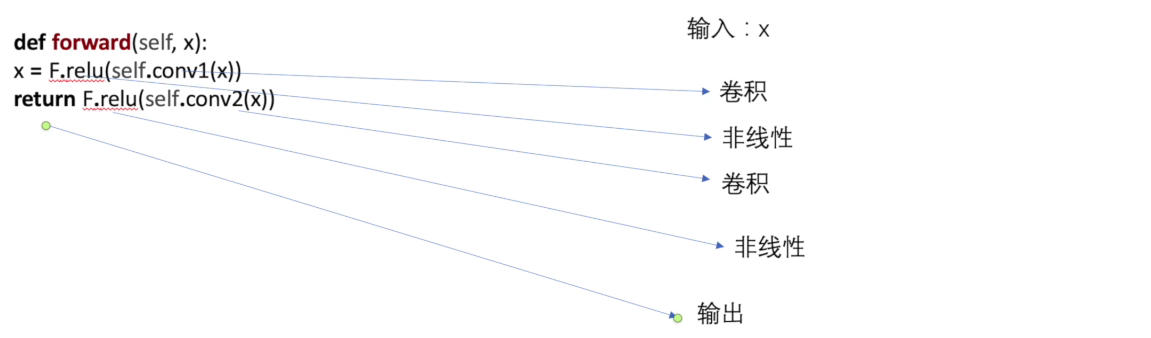 输入：x
def forward(self, x):
x = F.relu(self.conv1(x))
return F.relu(self.conv2(x))
卷积
非线性
卷积
非线性
输出